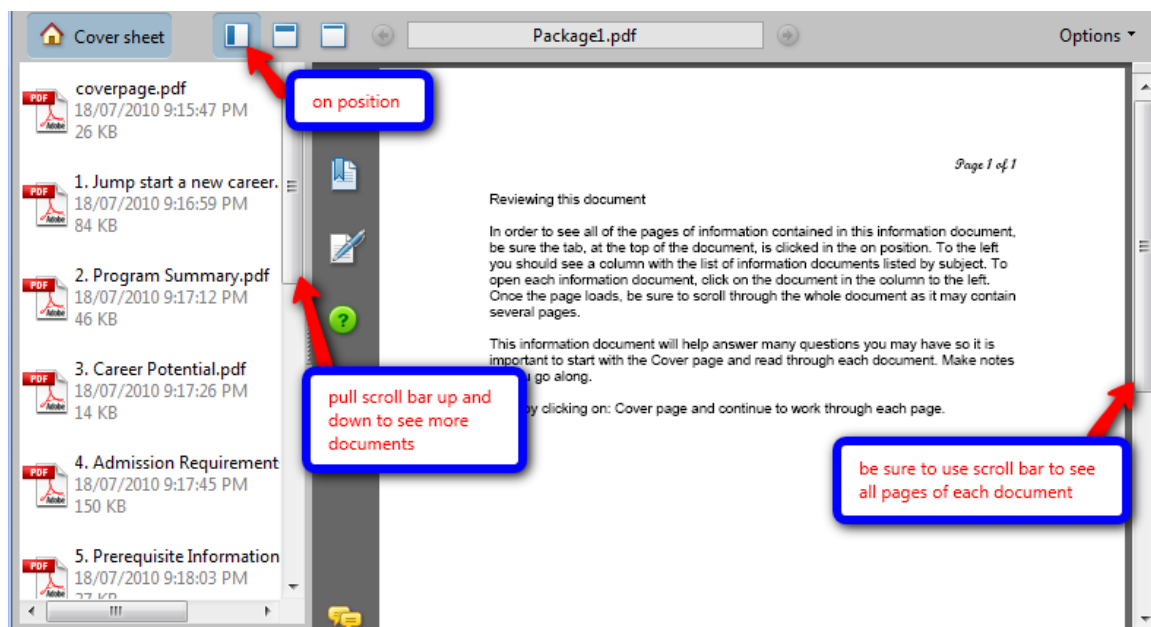 Cover sheet
Package1.pdf
Options
on position
coverpage.pdf
18/07/2010 9:15:47 PM
26 KB
1. Jump start a new career.
18/07/2010 9:16:59 PM
84 KB
2. Program Summary.pdf
18/07/2010 9:17:12 PM
46 KB
3. Career Potential.pdf
18/07/2010 9:17:26 PM
14 KB
4. Admission Requirement
18/07/2010 9:17:45 PM
150 KB
5. Prerequisite Information
18/07/2010 9:18:03 PM
PDF
Adobe
PDF
Adobe
PDF
Adobe
PDF
Adobe
PDF
Adobe
PDF
Adobe
pull scroll bar up and
down to see more
documents
Page 1 of 1
Reviewing this document
In order to see all of the pages of information contained in this information document,
be sure the tab, at the top of the document, is clicked in the on position. To the left
you should see a column with the list of information documents listed by subject. To
open each information document, click on the document in the column to the left.
Once the page loads, be sure to scroll through the whole document as it may contain
several pages.
This information document will help answer many questions you may have so it is
important to start with the Cover page and read through each document. Make notes
go along.
by clicking on: Cover page and continue to work through each page.
be sure to use scroll bar to see
all pages of each document